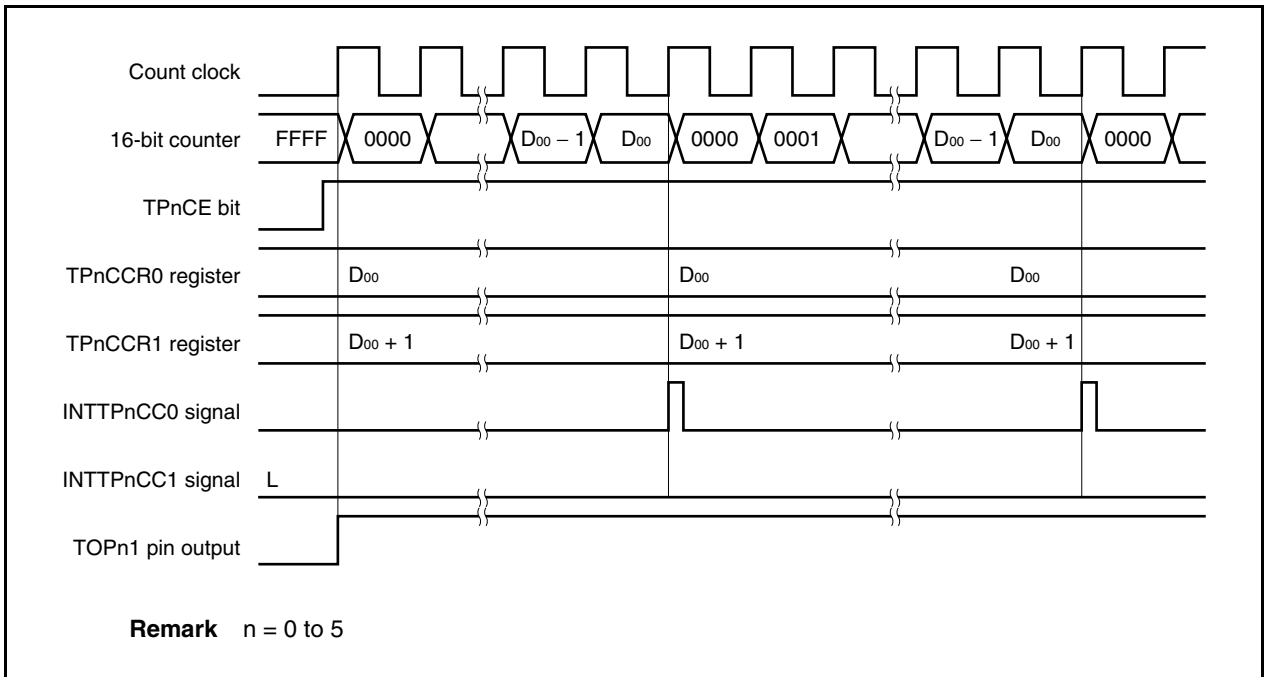 Count clock
16-bit counter FFFF 0000 D00 − 1 D00 0000 0001 D00 − 1 D00 0000
TPnCE bit
TPnCCR0 register D00 D00 D00
TPnCCR1 register D00 + 1 D00 + 1 D00 + 1
INTTPnCC0 signal
INTTPnCC1 signal L
TOPn1 pin output
Remark n = 0 to 5